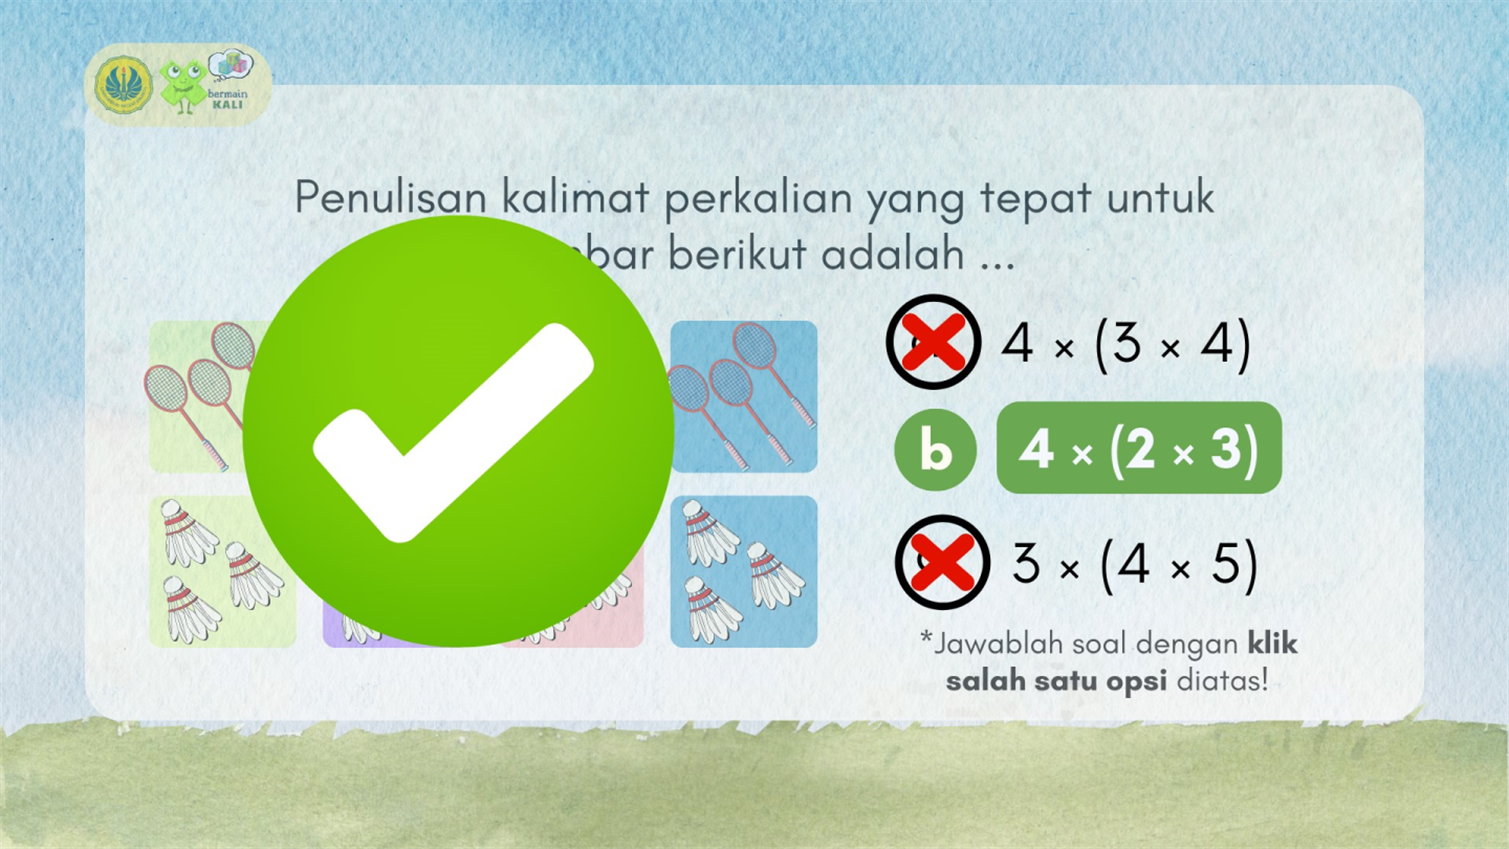 bermain
KALI
Penulisan kalimat perkalian yang tepat untuk
berikut adalah ...
4 × (3 × 4)
b 4 × (2 × 3)
3 × (4 × 5)
*Jawablah soal dengan klik
salah satu opsi diatas!